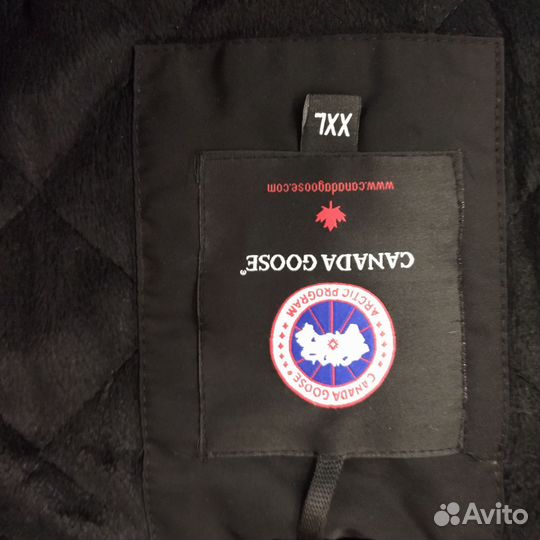 CANADA GOOSE
ARCTIC PROGRAM
CANADA GOOSE®
www.canadagoose.com
XXL
Avito